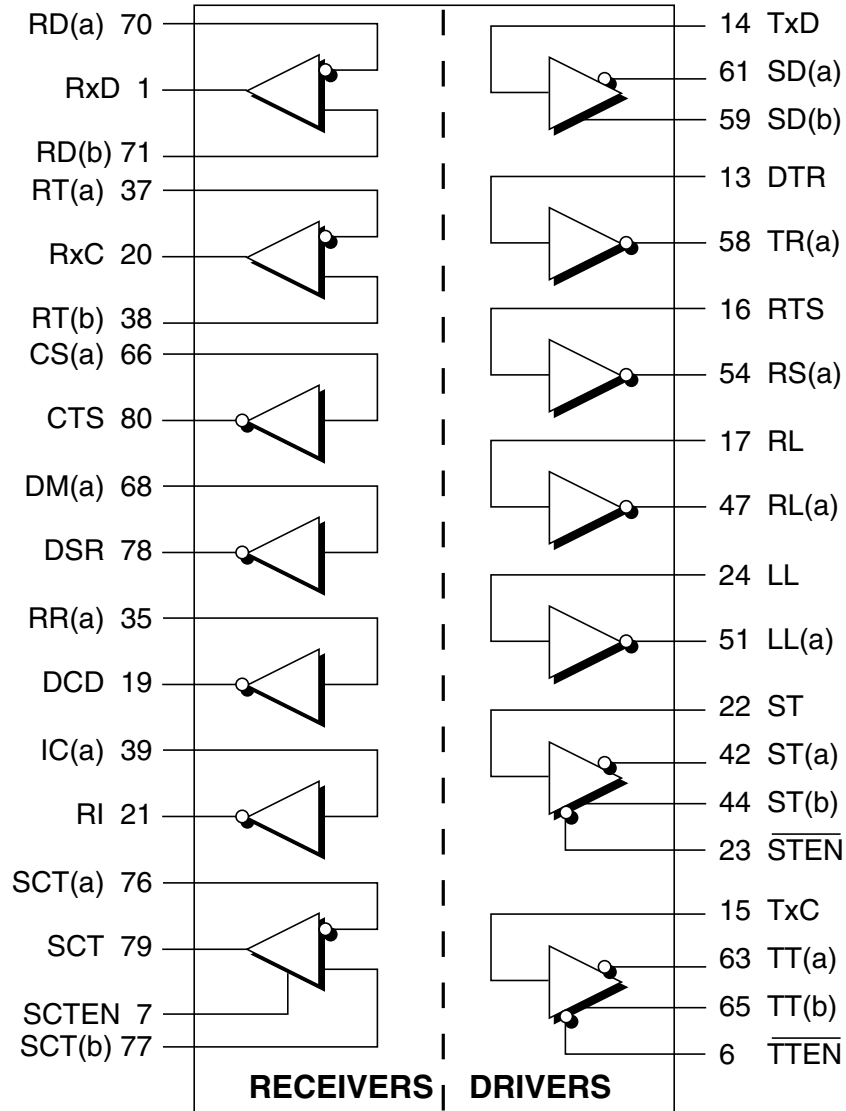 RD(a) 70
RxD 1
RD(b) 71
RT(a) 37
RxC 20
RT(b) 38
CS(a) 66
CTS 80
DM(a) 68
DSR 78
RR(a) 35
DCD 19
IC(a) 39
RI 21
SCT(a) 76
SCT 79
SCTEN 7
SCT(b) 77
RECEIVERS
14 TxD
61 SD(a)
59 SD(b)
13 DTR
58 TR(a)
16 RTS
54 RS(a)
17 RL
47 RL(a)
24 LL
51 LL(a)
22 ST
42 ST(a)
44 ST(b)
23 S̅T̅E̅N̅
15 TxC
63 TT(a)
65 TT(b)
6 T̅T̅E̅N̅
DRIVERS